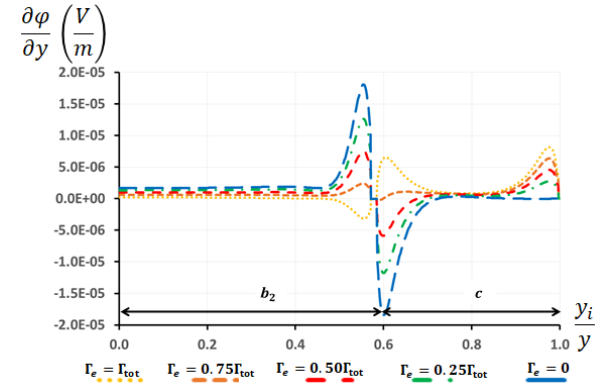 ∂φ/∂y (V/m)
2.0E-05
1.5E-05
1.0E-05
5.0E-06
0.0E+00
-5.0E-06
-1.0E-05
-1.5E-05
-2.0E-05
b₂ c
0.0 0.2 0.4 0.6 0.8 1.0
yᵢ/y
Γₑ = Γtot Γₑ = 0.75Γtot Γₑ = 0.50Γtot Γₑ = 0.25Γtot Γₑ = 0